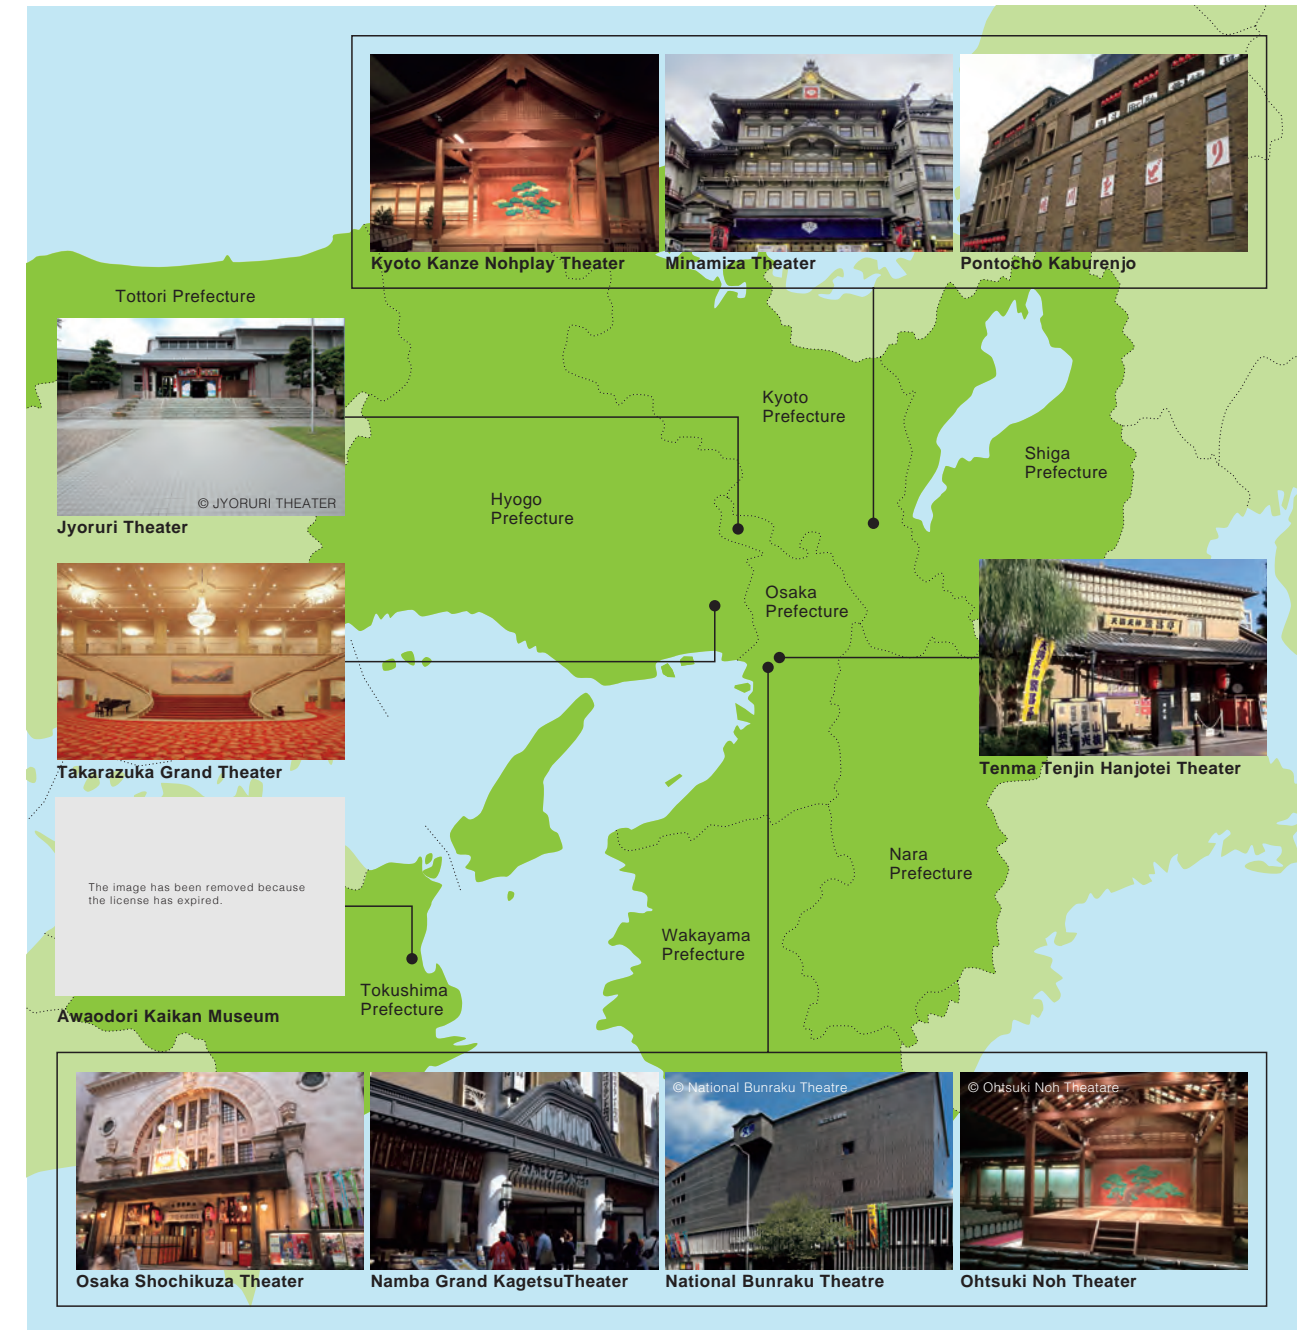 Kyoto Kanze Nohplay Theater
Minamiza Theater
Pontocho Kaburenjo
Tottori Prefecture
Kyoto
Prefecture
Shiga
Prefecture
© JYORURI THEATER
Jyoruri Theater
Hyogo
Prefecture
Osaka
Prefecture
Takarazuka Grand Theater
Tenma Tenjin Hanjotei Theater
The image has been removed because
the license has expired.
Nara
Prefecture
Wakayama
Prefecture
Tokushima
Prefecture
Awaodori Kaikan Museum
© National Bunraku Theatre
© Ohtsuki Noh Theatare
Osaka Shochikuza Theater
Namba Grand KagetsuTheater
National Bunraku Theatre
Ohtsuki Noh Theater